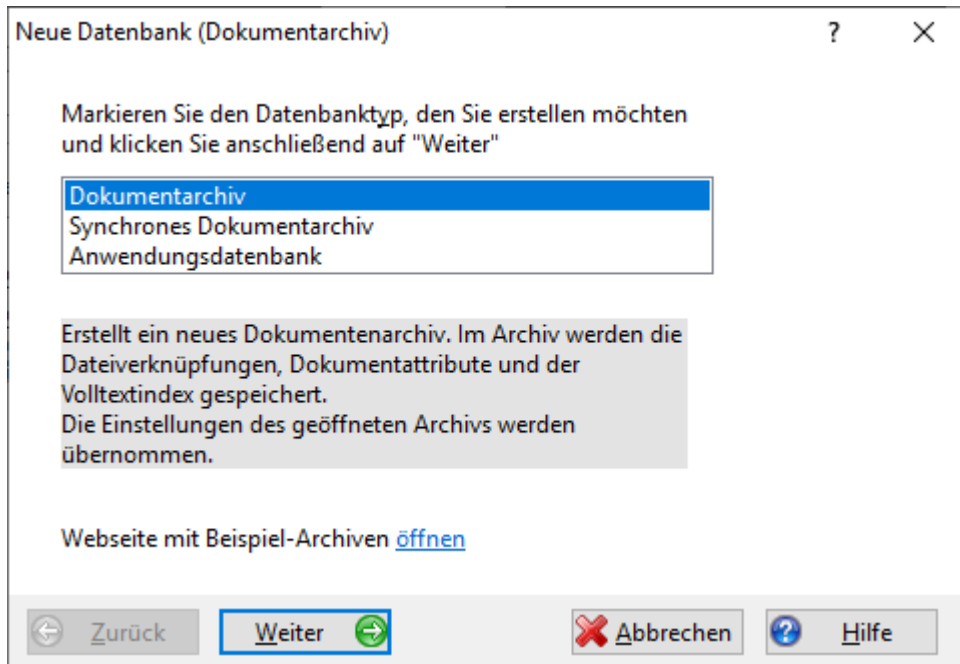 Neue Datenbank (Dokumentarchiv)
?
Markieren Sie den Datenbanktyp, den Sie erstellen möchten
und klicken Sie anschließend auf "Weiter"
Dokumentarchiv
Synchrones Dokumentarchiv
Anwendungsdatenbank
Erstellt ein neues Dokumentenarchiv. Im Archiv werden die
Dateiverknüpfungen, Dokumentattribute und der
Volltextindex gespeichert.
Die Einstellungen des geöffneten Archivs werden
übernommen.
Webseite mit Beispiel-Archiven öffnen
Zurück Weiter Abbrechen Hilfe